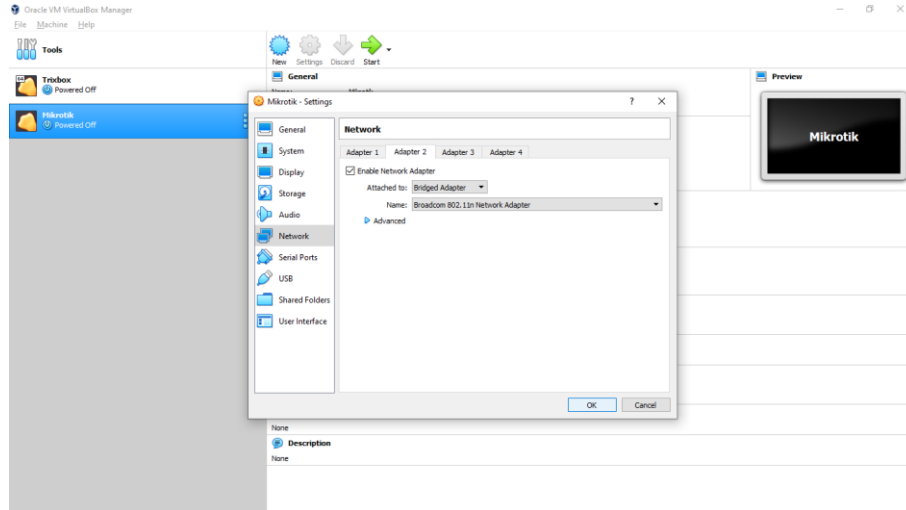 Oracle VM VirtualBox Manager
File Machine Help
Tools
New Settings Discard Start
Trixbox
Powered Off
Mikrotik
Powered Off
General
Preview
Mikrotik
Mikrotik - Settings
? 
General
System
Display
Storage
Audio
Network
Serial Ports
USB
Shared Folders
User Interface
Network
Adapter 1 Adapter 2 Adapter 3 Adapter 4
Enable Network Adapter
Attached to: Bridged Adapter
Name: Broadcom 802.11n Network Adapter
Advanced
OK Cancel
None
Description
None